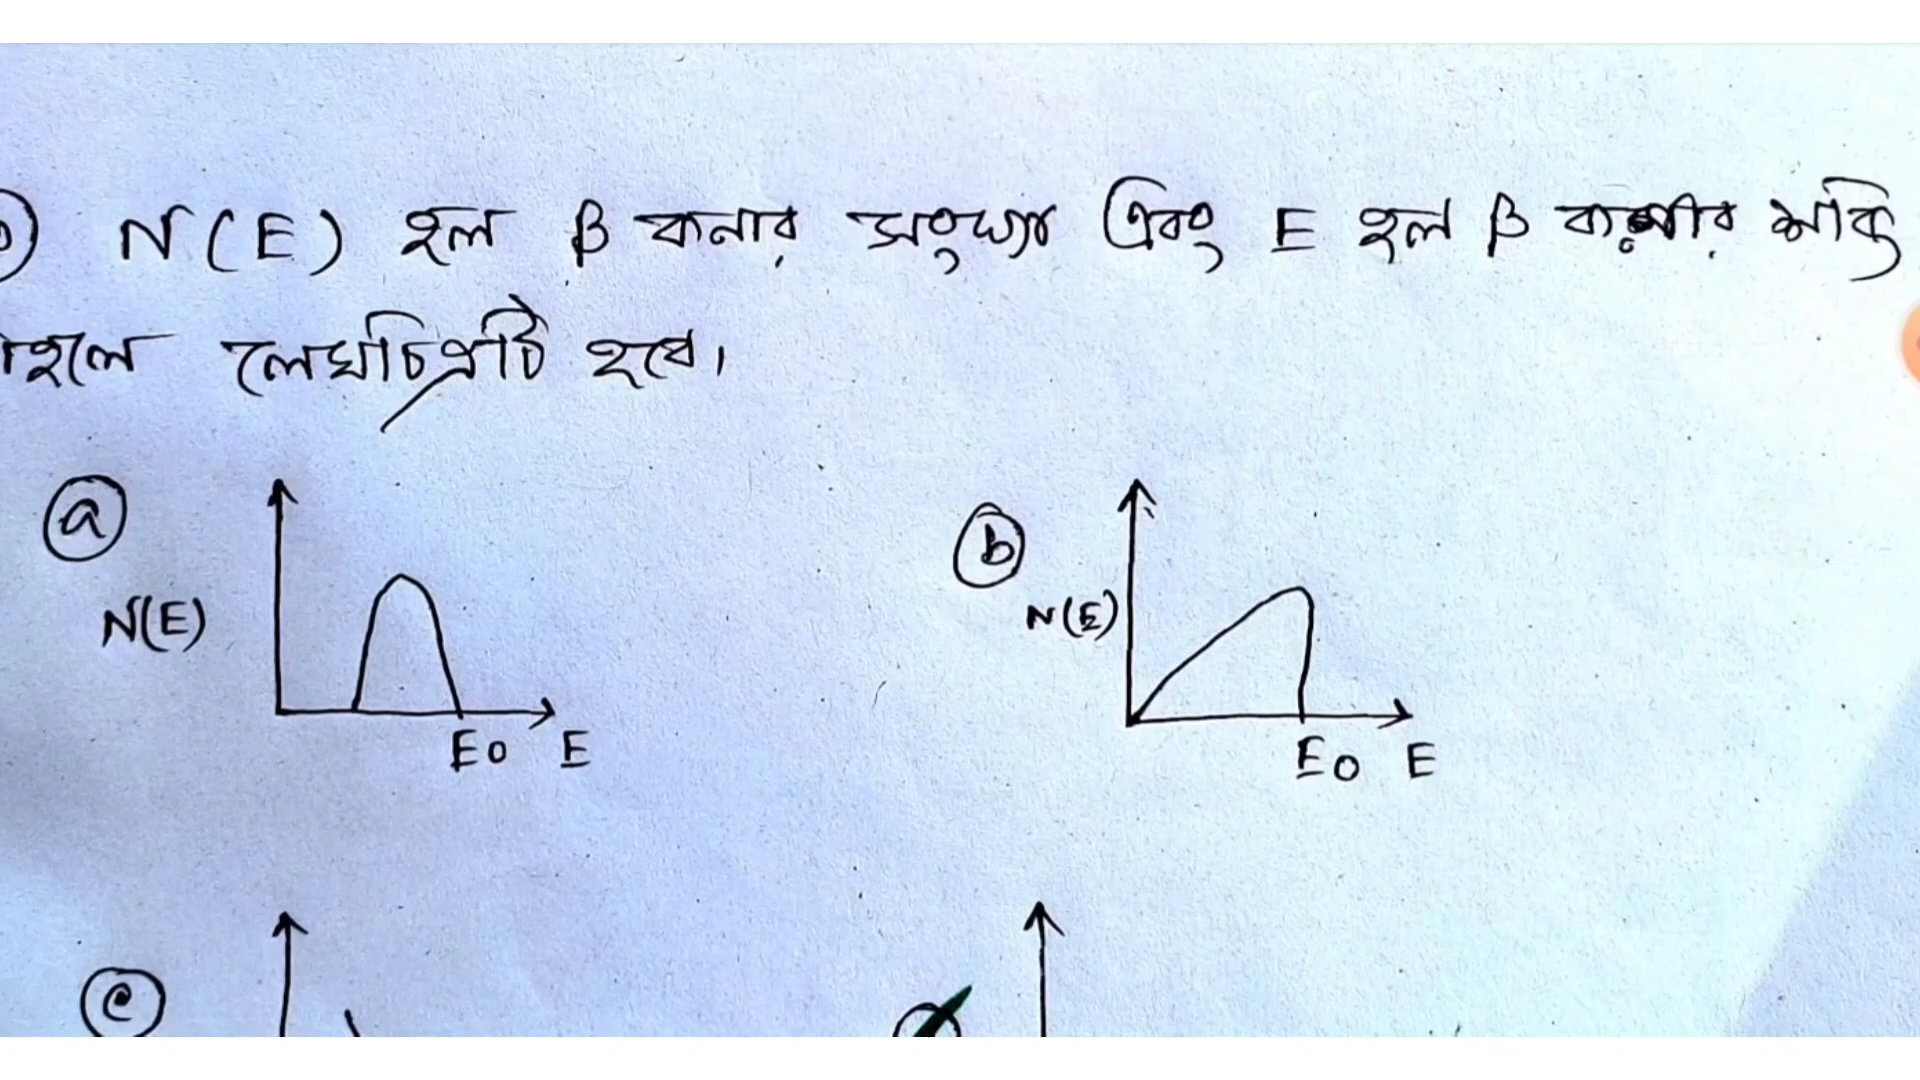 N(E) হল β কনার সংখ্যা এবং E হল β কণার শক্তি
হলে লেখচিত্রটি হবে।
a
b
N(E)
N(E)
E0 E
E0 E
c